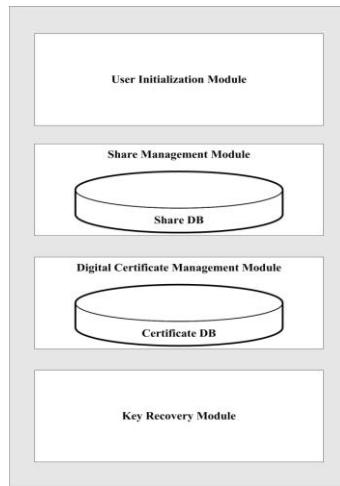 User Initialization Module
Share Management Module
Share DB
Digital Certificate Management Module
Certificate DB
Key Recovery Module